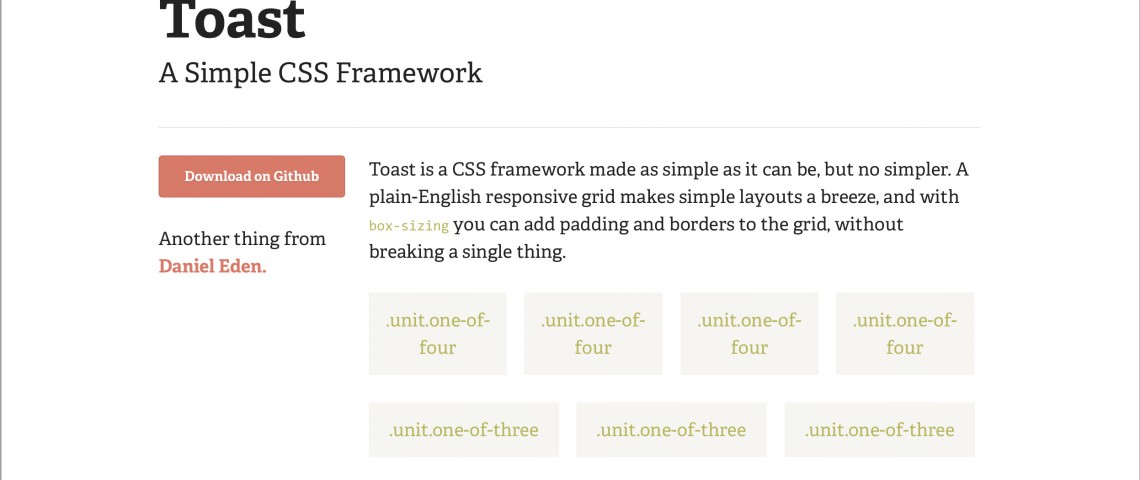 Toast
A Simple CSS Framework
Download on Github
Another thing from
Daniel Eden.
Toast is a CSS framework made as simple as it can be, but no simpler. A
plain-English responsive grid makes simple layouts a breeze, and with
box-sizing you can add padding and borders to the grid, without
breaking a single thing.
.unit.one-of-
four
.unit.one-of-
four
.unit.one-of-
four
.unit.one-of-
four
.unit.one-of-three
.unit.one-of-three
.unit.one-of-three